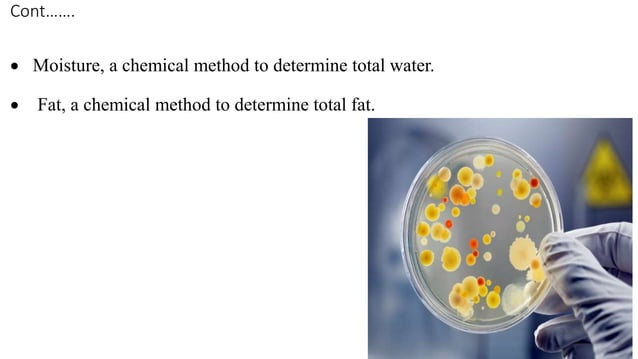 Cont…….
• Moisture, a chemical method to determine total water.
• Fat, a chemical method to determine total fat.